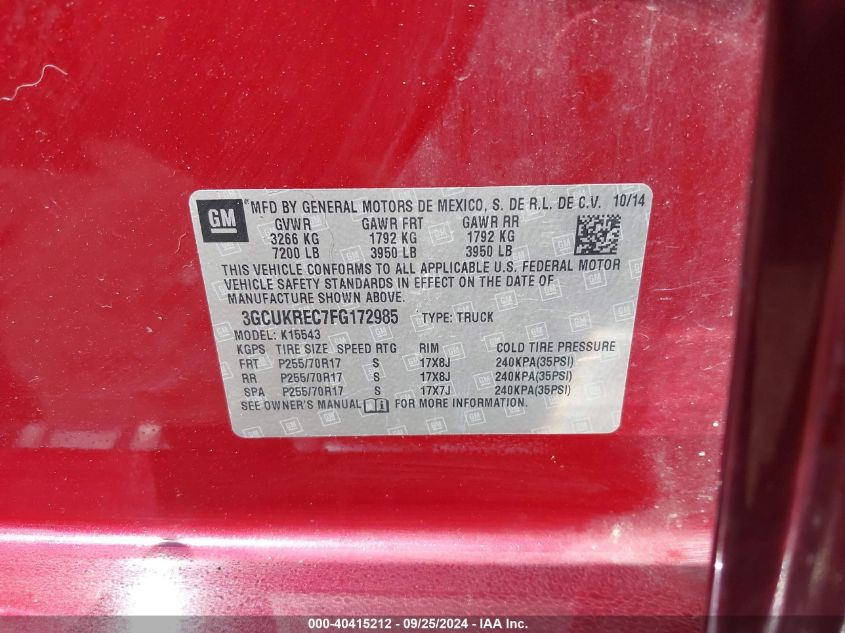 GM ® MFD BY GENERAL MOTORS DE MEXICO, S. DE R.L. DE C.V. 10/14
GVWR GAWR FRT GAWR RR
3266 KG 1792 KG 1792 KG
7200 LB 3950 LB 3950 LB
THIS VEHICLE CONFORMS TO ALL APPLICABLE U.S. FEDERAL MOTOR
VEHICLE SAFETY STANDARDS IN EFFECT ON THE DATE OF
MANUFACTURE SHOWN ABOVE.
3GCUKREC7FG172985 TYPE: TRUCK
MODEL: K15543
KGPS TIRE SIZE SPEED RTG RIM COLD TIRE PRESSURE
FRT P255/70R17 S 17X8J 240KPA(35PSI)
RR P255/70R17 S 17X8J 240KPA(35PSI)
SPA P255/70R17 S 17X7J 240KPA(35PSI)
SEE OWNER'S MANUAL FOR MORE INFORMATION.
000-40415212 - 09/25/2024 - IAA Inc.